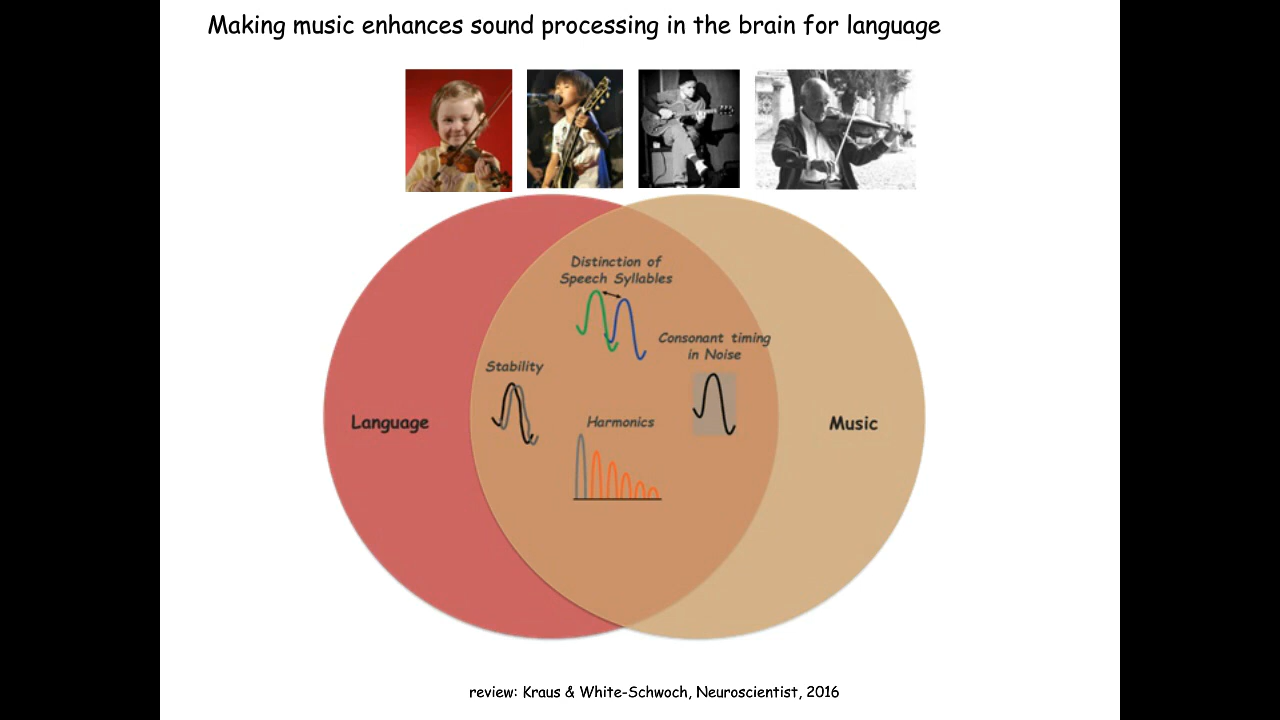 Making music enhances sound processing in the brain for language
Distinction of
Speech Syllables
Consonant timing
in Noise
Stability
Harmonics
Language
Music
review: Kraus & White-Schwoch, Neuroscientist, 2016